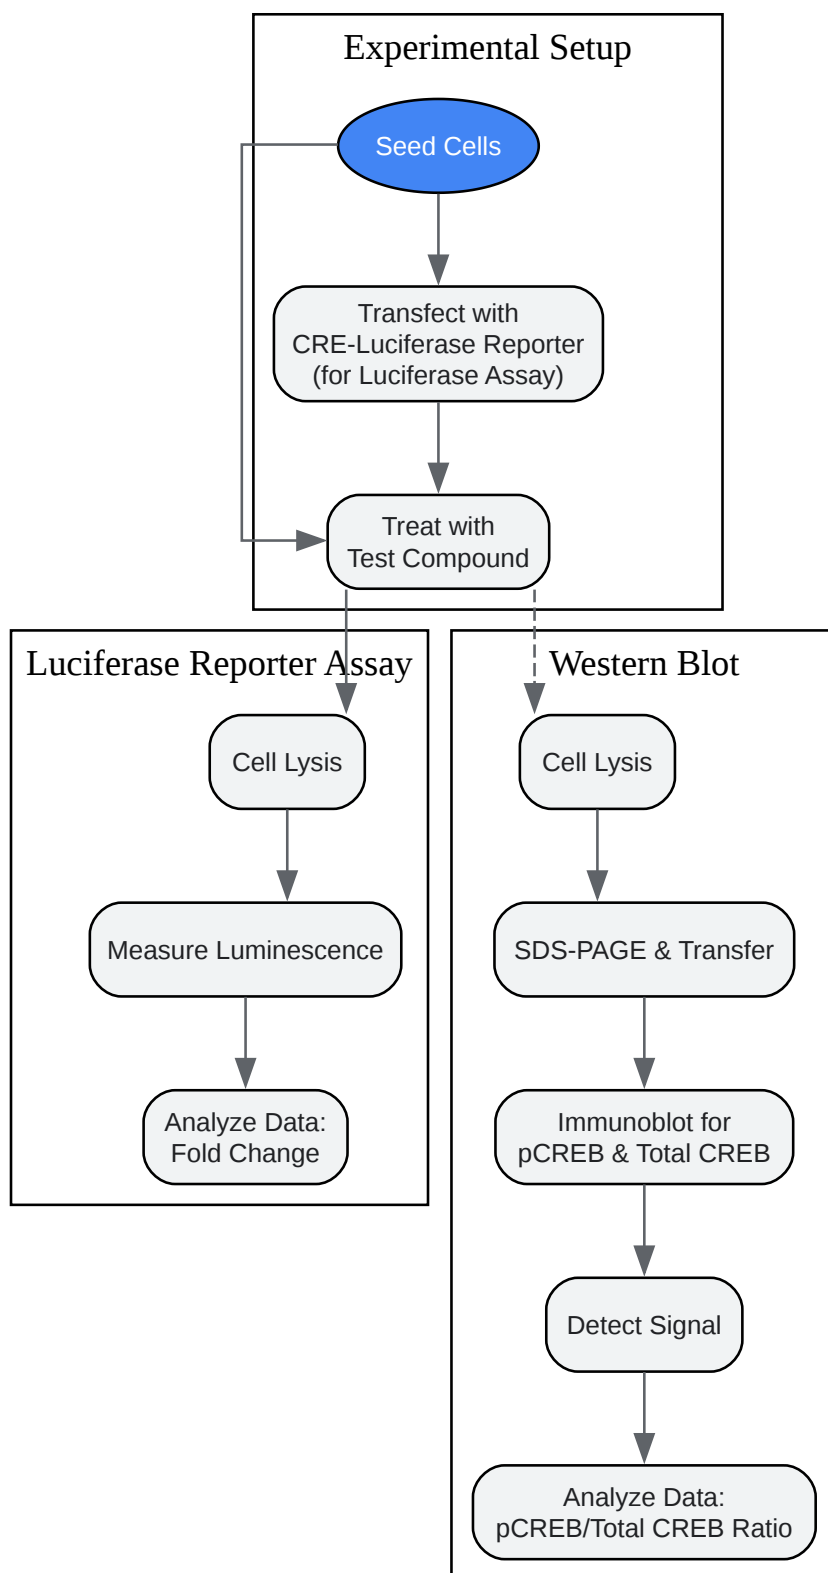 Experimental Setup
Seed Cells
Transfect with
CRE-Luciferase Reporter
(for Luciferase Assay)
Treat with
Test Compound
Luciferase Reporter Assay
Cell Lysis
Measure Luminescence
Analyze Data:
Fold Change
Western Blot
Cell Lysis
SDS-PAGE & Transfer
Immunoblot for
pCREB & Total CREB
Detect Signal
Analyze Data:
pCREB/Total CREB Ratio